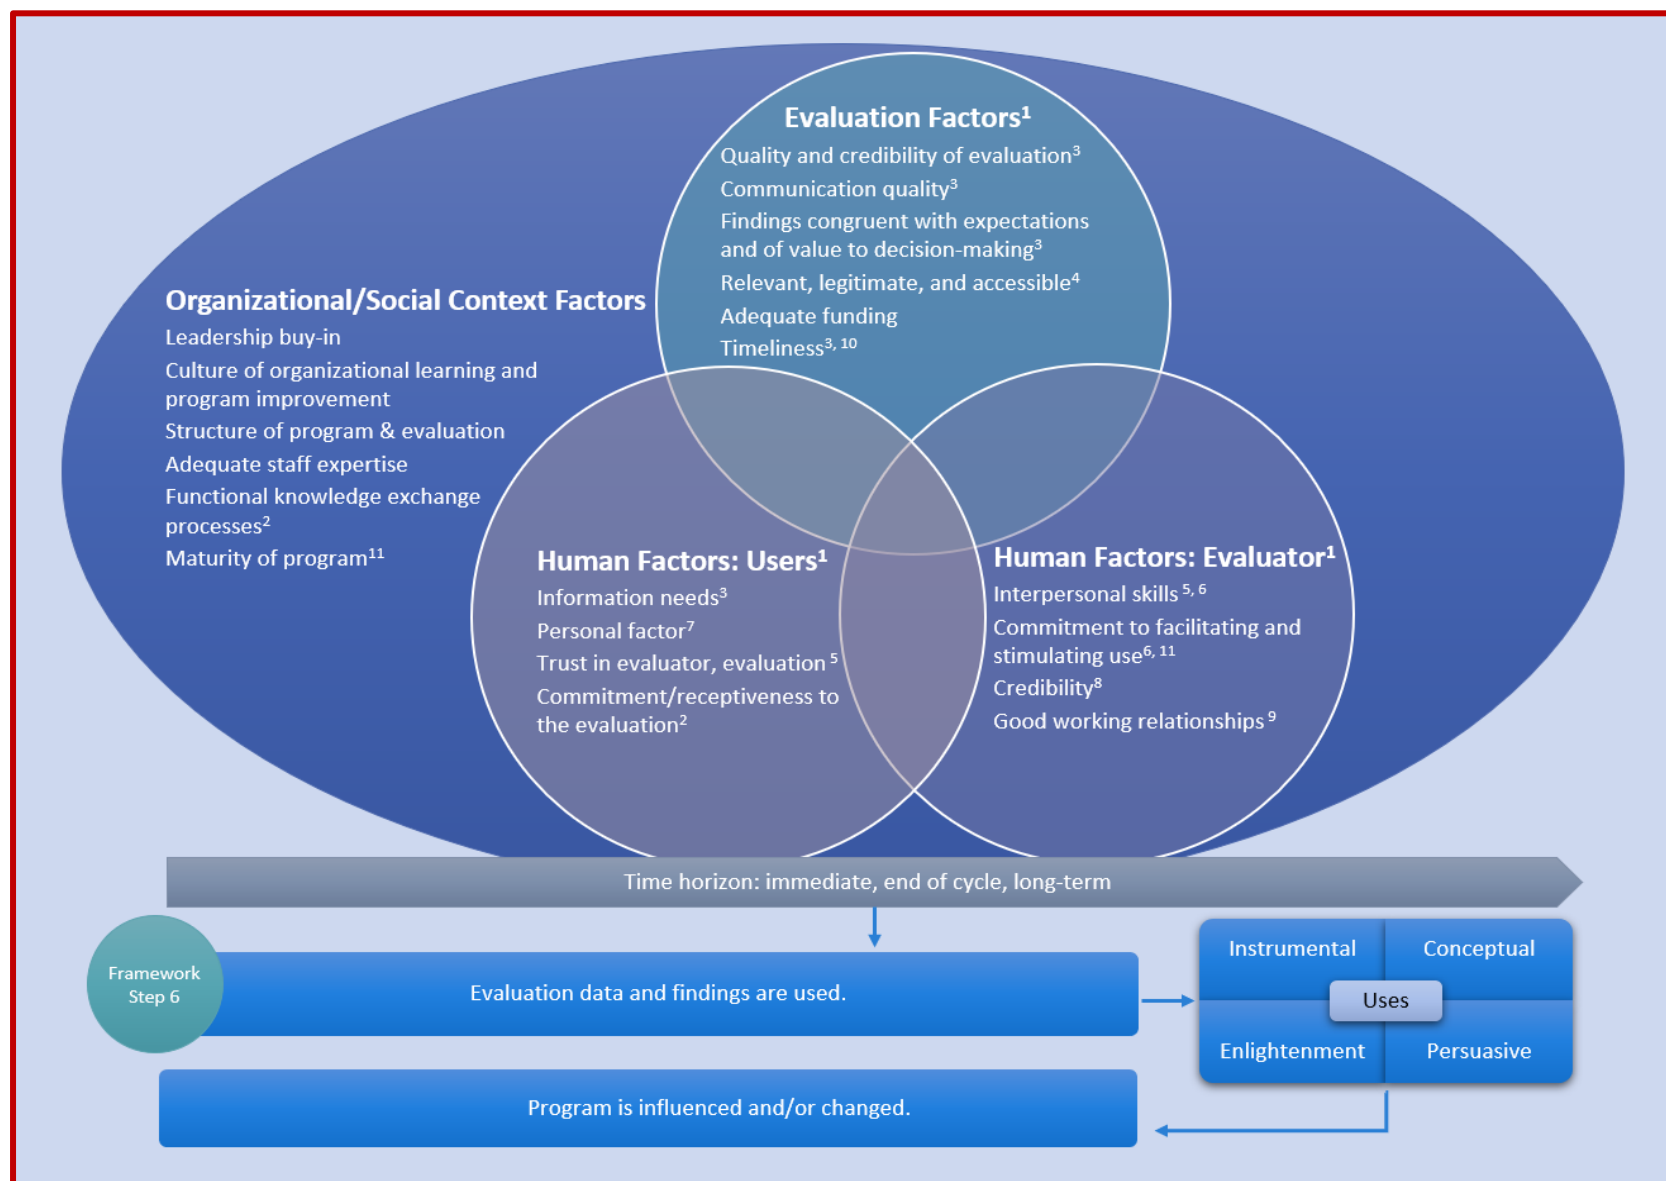 Evaluation Factors¹
Quality and credibility of evaluation³
Communication quality³
Findings congruent with expectations
and of value to decision-making³
Relevant, legitimate, and accessible⁴
Adequate funding
Timeliness³, ¹⁰
Organizational/Social Context Factors
Leadership buy-in
Culture of organizational learning and
program improvement
Structure of program & evaluation
Adequate staff expertise
Functional knowledge exchange
processes²
Maturity of program¹¹
Human Factors: Users¹
Information needs³
Personal factor⁷
Trust in evaluator, evaluation ⁵
Commitment/receptiveness to
the evaluation²
Human Factors: Evaluator¹
Interpersonal skills ⁵, ⁶
Commitment to facilitating and
stimulating use⁶, ¹¹
Credibility⁸
Good working relationships ⁹
Time horizon: immediate, end of cycle, long-term
Framework
Step 6
Evaluation data and findings are used.
Instrumental
Conceptual
Uses
Enlightenment
Persuasive
Program is influenced and/or changed.